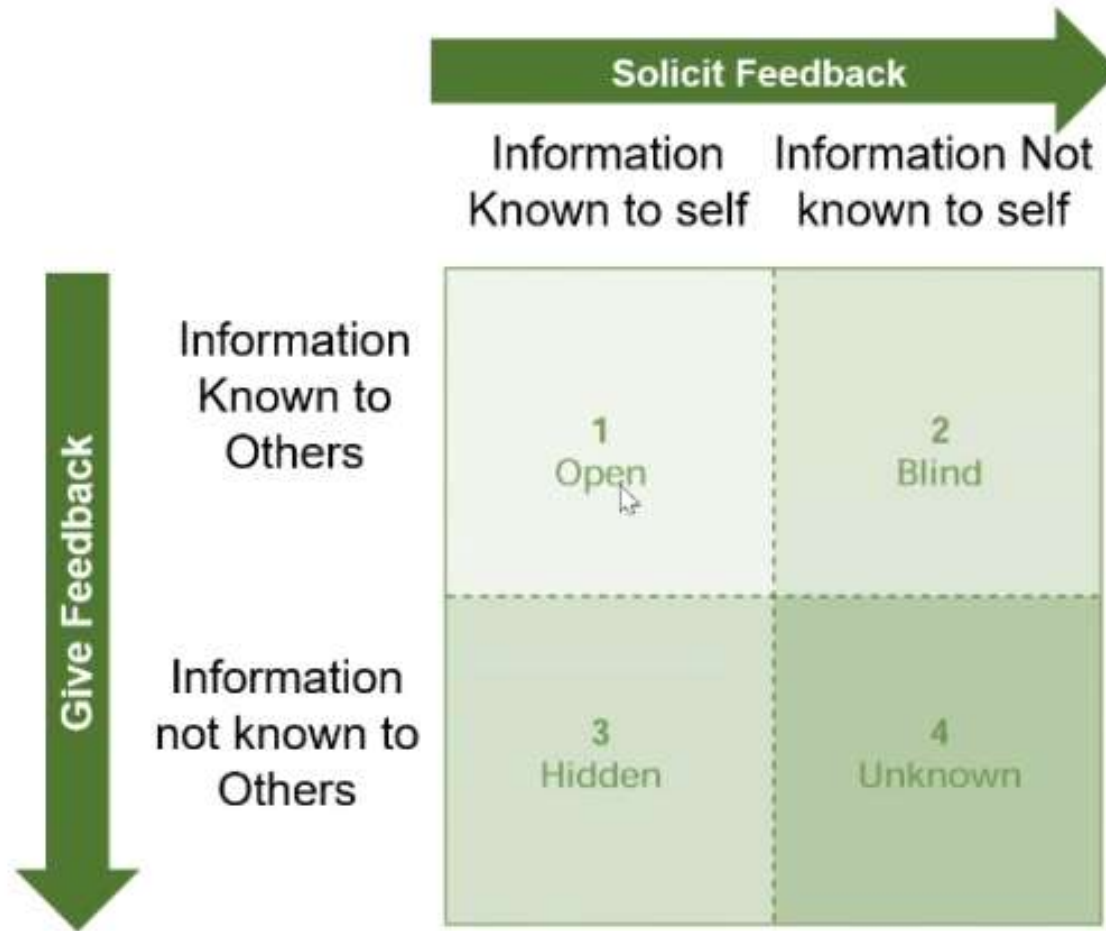 Solicit Feedback
Information
Known to self
Information Not
known to self
Give Feedback
Information
Known to
Others
1
Open
2
Blind
Information
not known to
Others
3
Hidden
4
Unknown